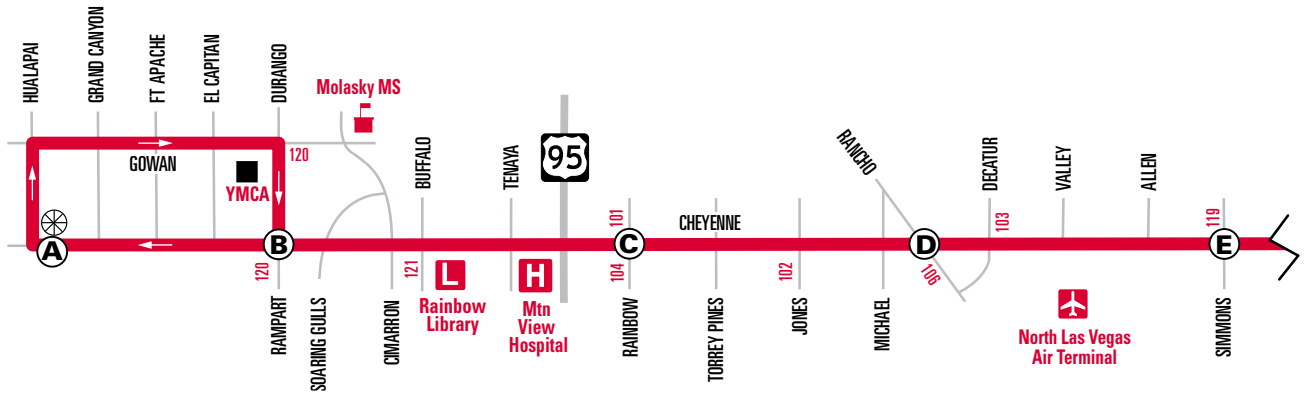 HUALAPAI
GRAND CANYON
FT APACHE
EL CAPITAN
DURANGO
Molasky MS
GOWAN
120
YMCA
BUFFALO
TENAYA
95
RANCHO
DECATUR
VALLEY
ALLEN
101
CHEYENNE
103
119
A
B
C
D
E
120
121
L
H
104
102
106
RAMPART
SOARING GULLS
CIMARRON
Rainbow
Library
Mtn
View
Hospital
RAINBOW
TORREY PINES
JONES
MICHAEL
North Las Vegas
Air Terminal
SIMMONS